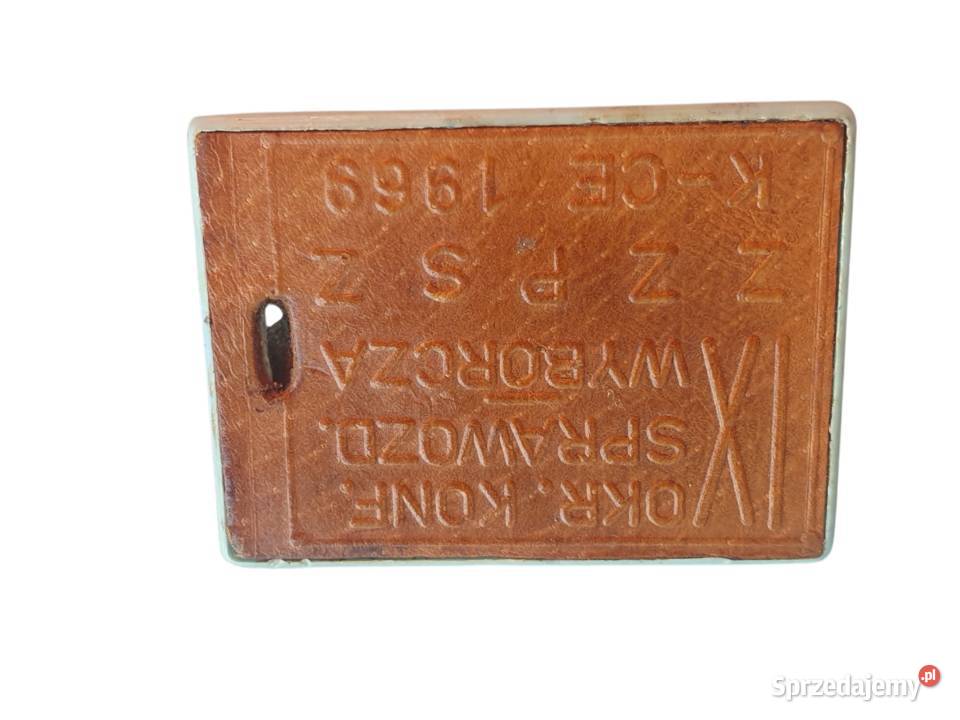 IX OKR. KONF.
SPRAWOZD.
WYBORCZA
Z Z P S Z
K-CE 1969
Sprzedajemy.pl